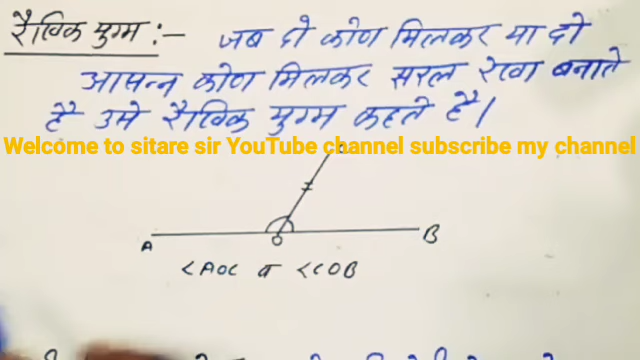 रैखिक युग्म :- जब दो कोण मिलकर या दो
आसन्न कोण मिलकर सरल रेखा बनाते
है उसे रैखिक युग्म कहते है।
Welcome to sitare sir YouTube channel subscribe my channel
A O B
<AOC व <COB